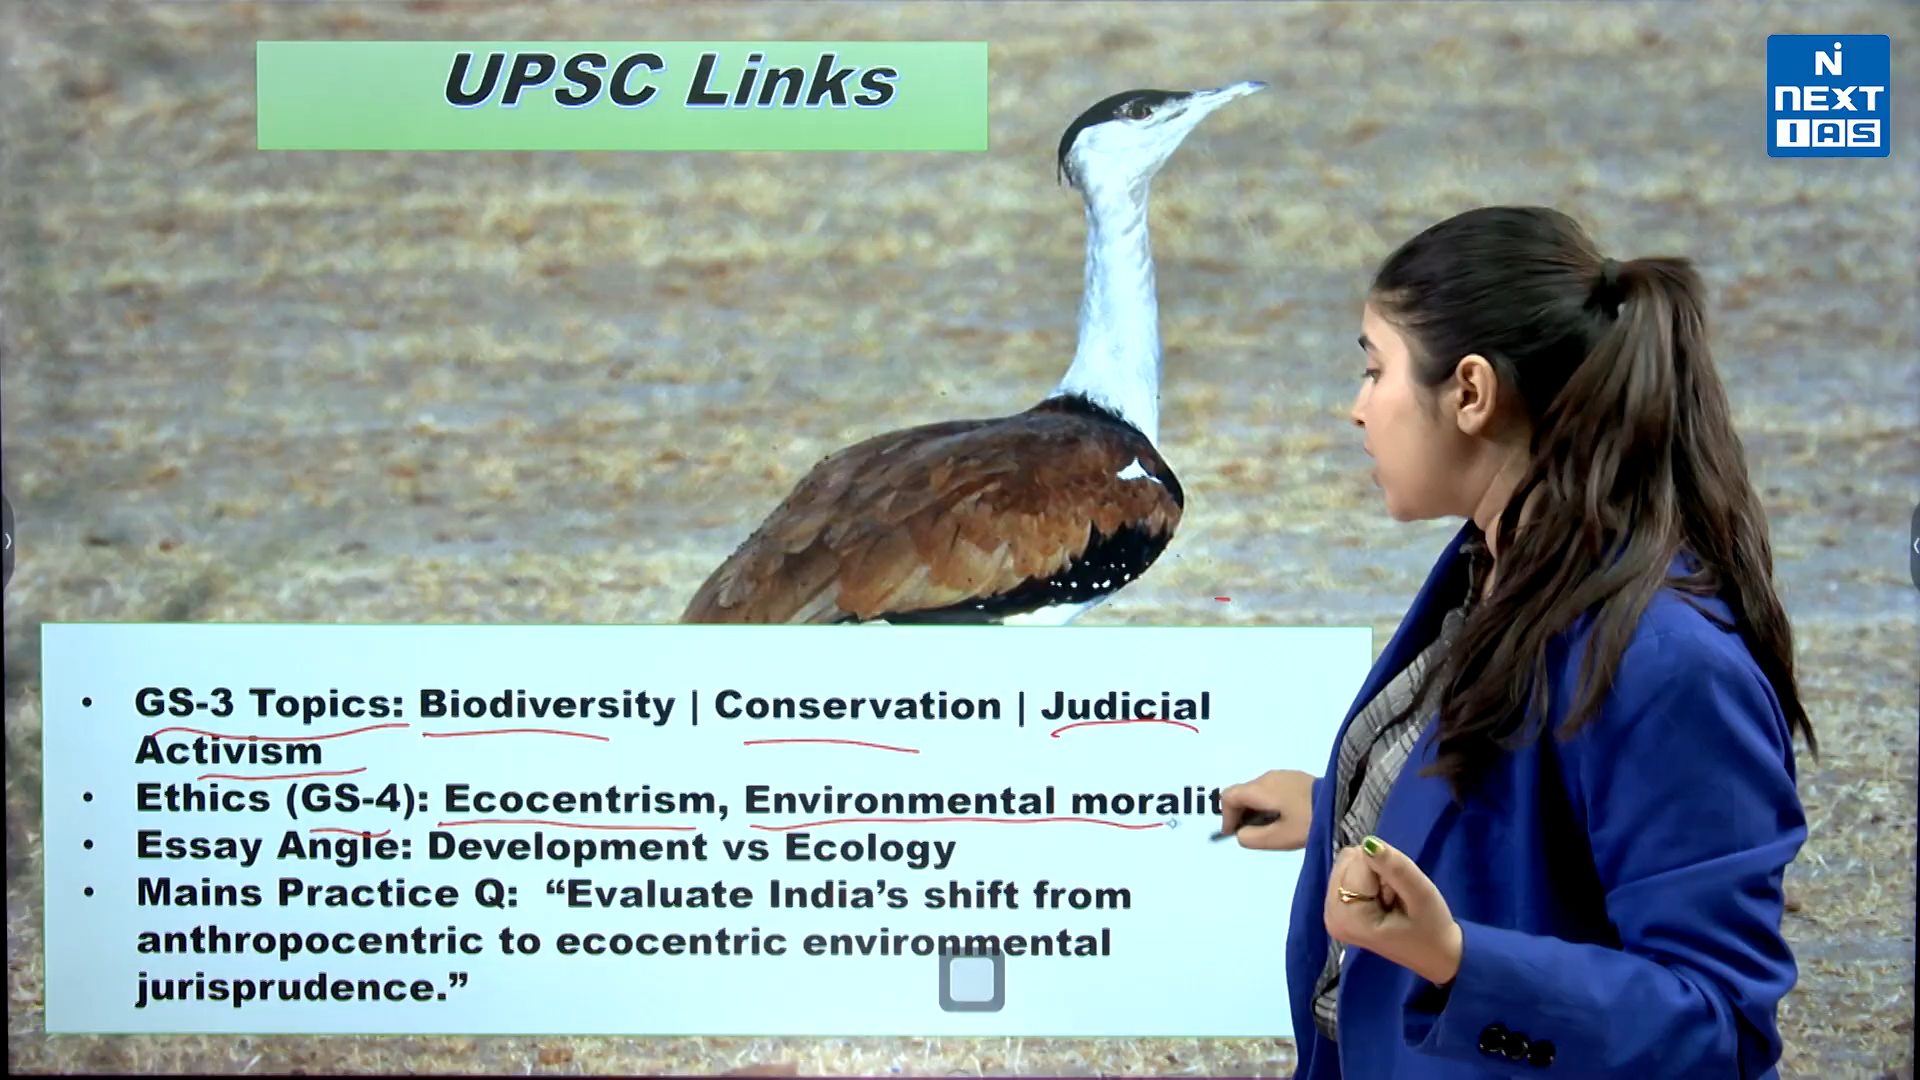 UPSC Links
NEXT
IAS
• GS-3 Topics: Biodiversity | Conservation | Judicial
Activism
• Ethics (GS-4): Ecocentrism, Environmental moralit
• Essay Angle: Development vs Ecology
• Mains Practice Q: “Evaluate India’s shift from
anthropocentric to ecocentric environmental
jurisprudence.”